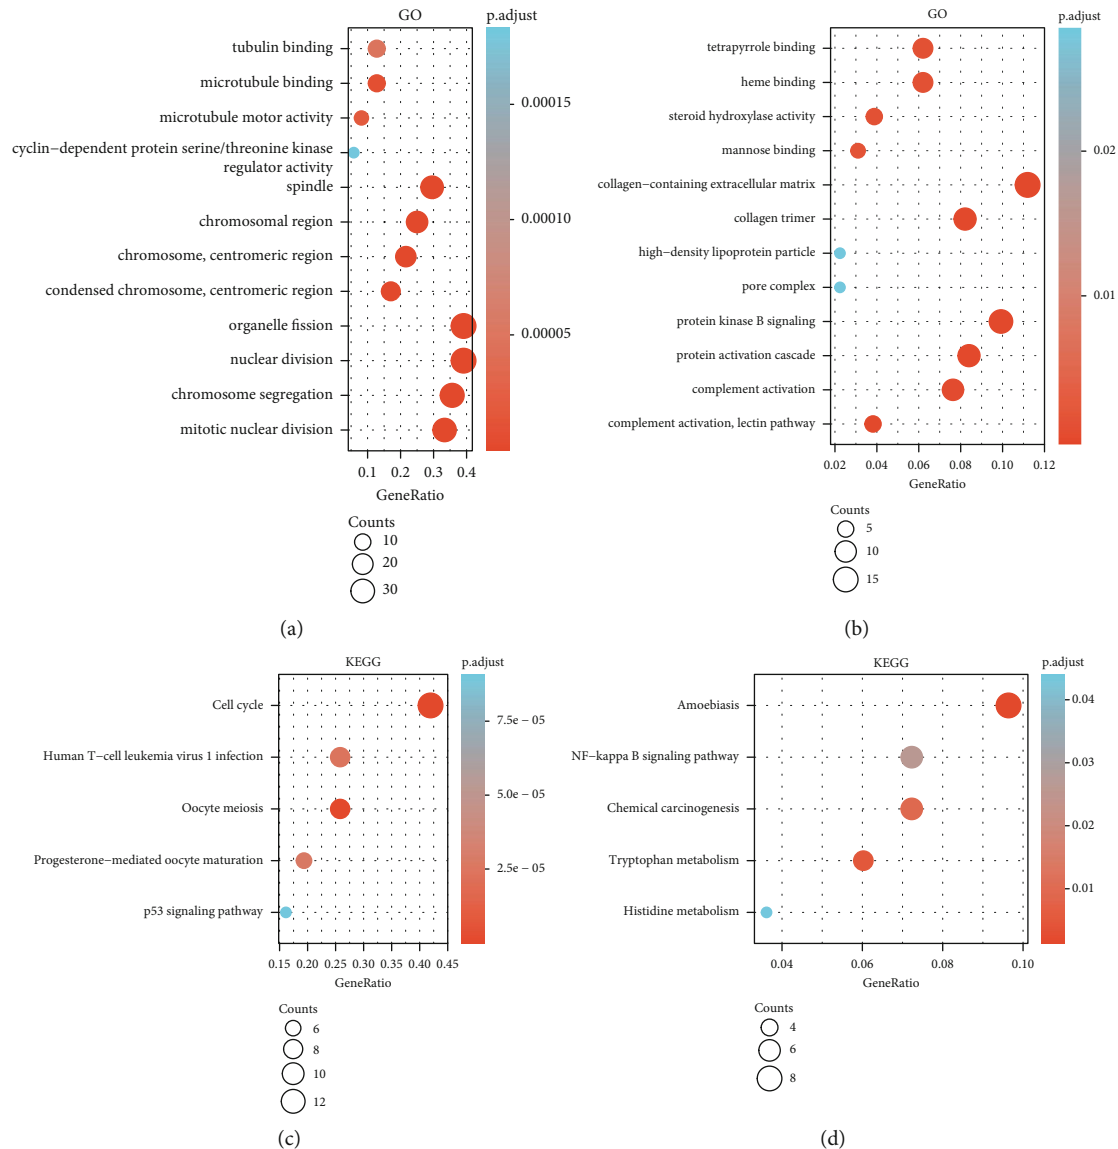 GO
p.adjust
tubulin binding
microtubule binding
microtubule motor activity
cyclin−dependent protein serine/threonine kinase
regulator activity
spindle
chromosomal region
chromosome, centromeric region
condensed chromosome, centromeric region
organelle fission
nuclear division
chromosome segregation
mitotic nuclear division
0.00015
0.00010
0.00005
0.1 0.2 0.3 0.4
GeneRatio
Counts
10
20
30
(a)
GO
p.adjust
tetrapyrrole binding
heme binding
steroid hydroxylase activity
mannose binding
collagen−containing extracellular matrix
collagen trimer
high−density lipoprotein particle
pore complex
protein kinase B signaling
protein activation cascade
complement activation
complement activation, lectin pathway
0.02
0.01
0.02 0.04 0.06 0.08 0.10 0.12
GeneRatio
Counts
5
10
15
(b)
KEGG
p.adjust
Cell cycle
Human T−cell leukemia virus 1 infection
Oocyte meiosis
Progesterone−mediated oocyte maturation
p53 signaling pathway
7.5e−05
5.0e−05
2.5e−05
0.15 0.20 0.25 0.30 0.35 0.40 0.45
GeneRatio
Counts
6
8
10
12
(c)
KEGG
p.adjust
Amoebiasis
NF−kappa B signaling pathway
Chemical carcinogenesis
Tryptophan metabolism
Histidine metabolism
0.04
0.03
0.02
0.01
0.04 0.06 0.08 0.10
GeneRatio
Counts
4
6
8
(d)